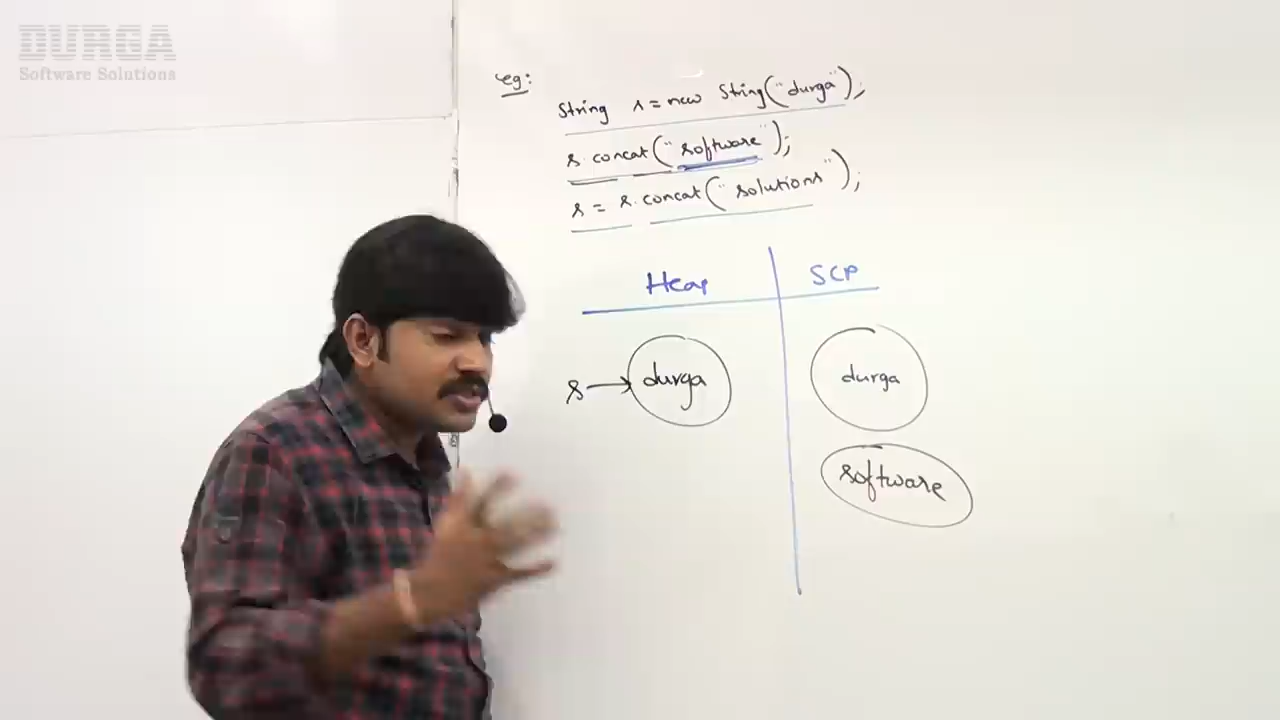 DURGA
Software Solutions
eg:
String s = new String("durga");
s.concat("software");
s = s.concat("solutions");
Heap SCP
s durga durga
software